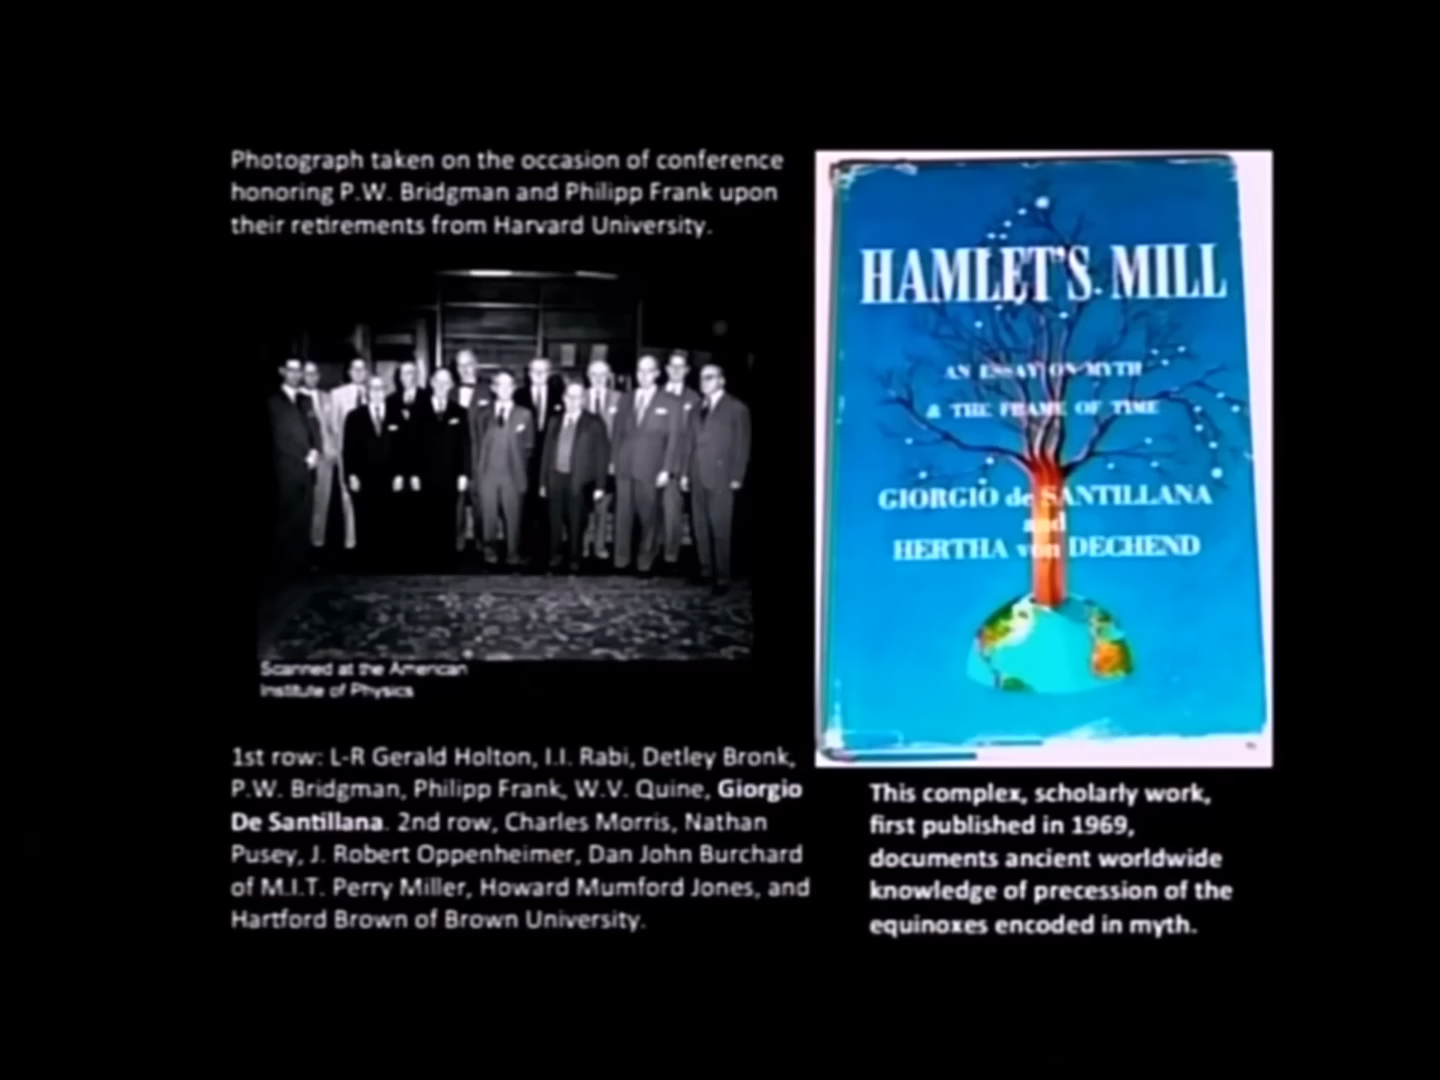 Photograph taken on the occasion of conference
honoring P.W. Bridgman and Philipp Frank upon
their retirements from Harvard University.
Scanned at the American
Institute of Physics
1st row: L-R Gerald Holton, I.I. Rabi, Detley Bronk,
P.W. Bridgman, Philipp Frank, W.V. Quine, Giorgio
De Santillana. 2nd row, Charles Morris, Nathan
Pusey, J. Robert Oppenheimer, Dan John Burchard
of M.I.T. Perry Miller, Howard Mumford Jones, and
Hartford Brown of Brown University.
HAMLET'S MILL
AN ESSAY ON MYTH
& THE FRAME OF TIME
GIORGIO de SANTILLANA
and
HERTHA von DECHEND
This complex, scholarly work,
first published in 1969,
documents ancient worldwide
knowledge of precession of the
equinoxes encoded in myth.